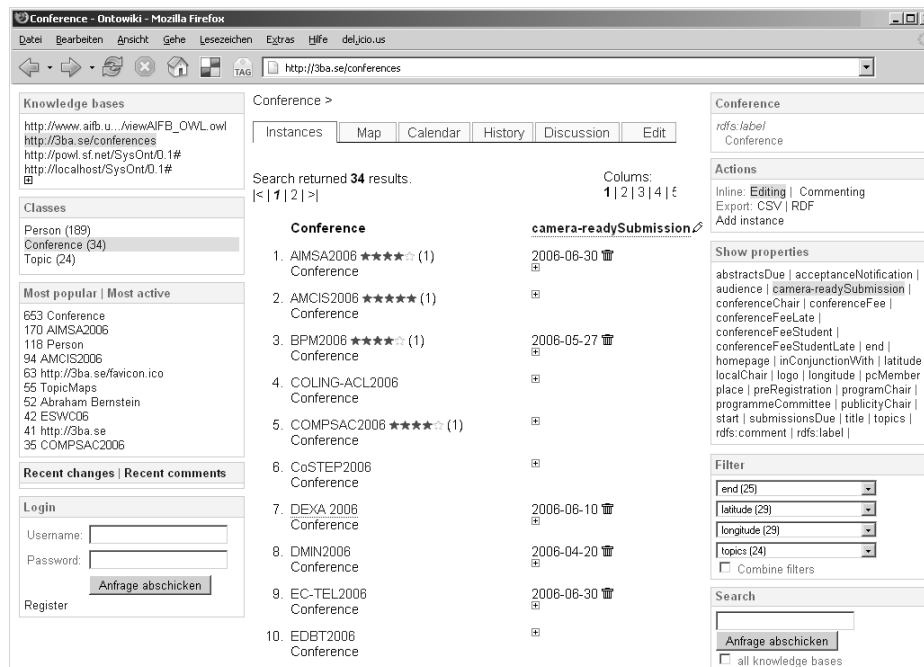 Conference - Ontowiki - Mozilla Firefox
Datei Bearbeiten Ansicht Gehe Lesezeichen Extras Hilfe del.icio.us
TAG http://3ba.se/conferences
Knowledge bases
http://www.aifb.u.../viewAIFB_OWL.owl
http://3ba.se/conferences
http://powl.sf.net/SysOnt/0.1#
http://localhost/SysOnt/0.1#
Classes
Person (189)
Conference (34)
Topic (24)
Most popular | Most active
653 Conference
170 AIMSA2006
118 Person
94 AMCIS2006
63 http://3ba.se/favicon.ico
55 TopicMaps
52 Abraham Bernstein
42 ESWC06
41 http://3ba.se
35 COMPSAC2006
Recent changes | Recent comments
Login
Username:
Password:
Anfrage abschicken
Register
Conference >
Instances Map Calendar History Discussion Edit
Search returned 34 results.
|< | 1 | 2 | >|
Colums:
1 | 2 | 3 | 4 | 5
Conference camera-readySubmission
1. AIMSA2006 ★★★★☆ (1) 2006-06-30
Conference
2. AMCIS2006 ★★★★★ (1)
Conference
3. BPM2006 ★★★★☆ (1) 2006-05-27
Conference
4. COLING-ACL2006
Conference
5. COMPSAC2006 ★★★★☆ (1)
Conference
6. CoSTEP2006
Conference
7. DEXA 2006 2006-06-10
Conference
8. DMIN2006 2006-04-20
Conference
9. EC-TEL2006 2006-06-30
Conference
10. EDBT2006
Conference
Conference
rdfs:label
Conference
Actions
Inline: Editing | Commenting
Export: CSV | RDF
Add instance
Show properties
abstractsDue | acceptanceNotification |
audience | camera-readySubmission |
conferenceChair | conferenceFee |
conferenceFeeLate |
conferenceFeeStudent |
conferenceFeeStudentLate | end |
homepage | inConjunctionWith | latitude
localChair | logo | longitude | pcMember
place | preRegistration | programChair |
programmeCommittee | publicityChair |
start | submissionsDue | title | topics |
rdfs:comment | rdfs:label |
Filter
end (25)
latitude (29)
longitude (29)
topics (24)
Combine filters
Search
Anfrage abschicken
all knowledge bases